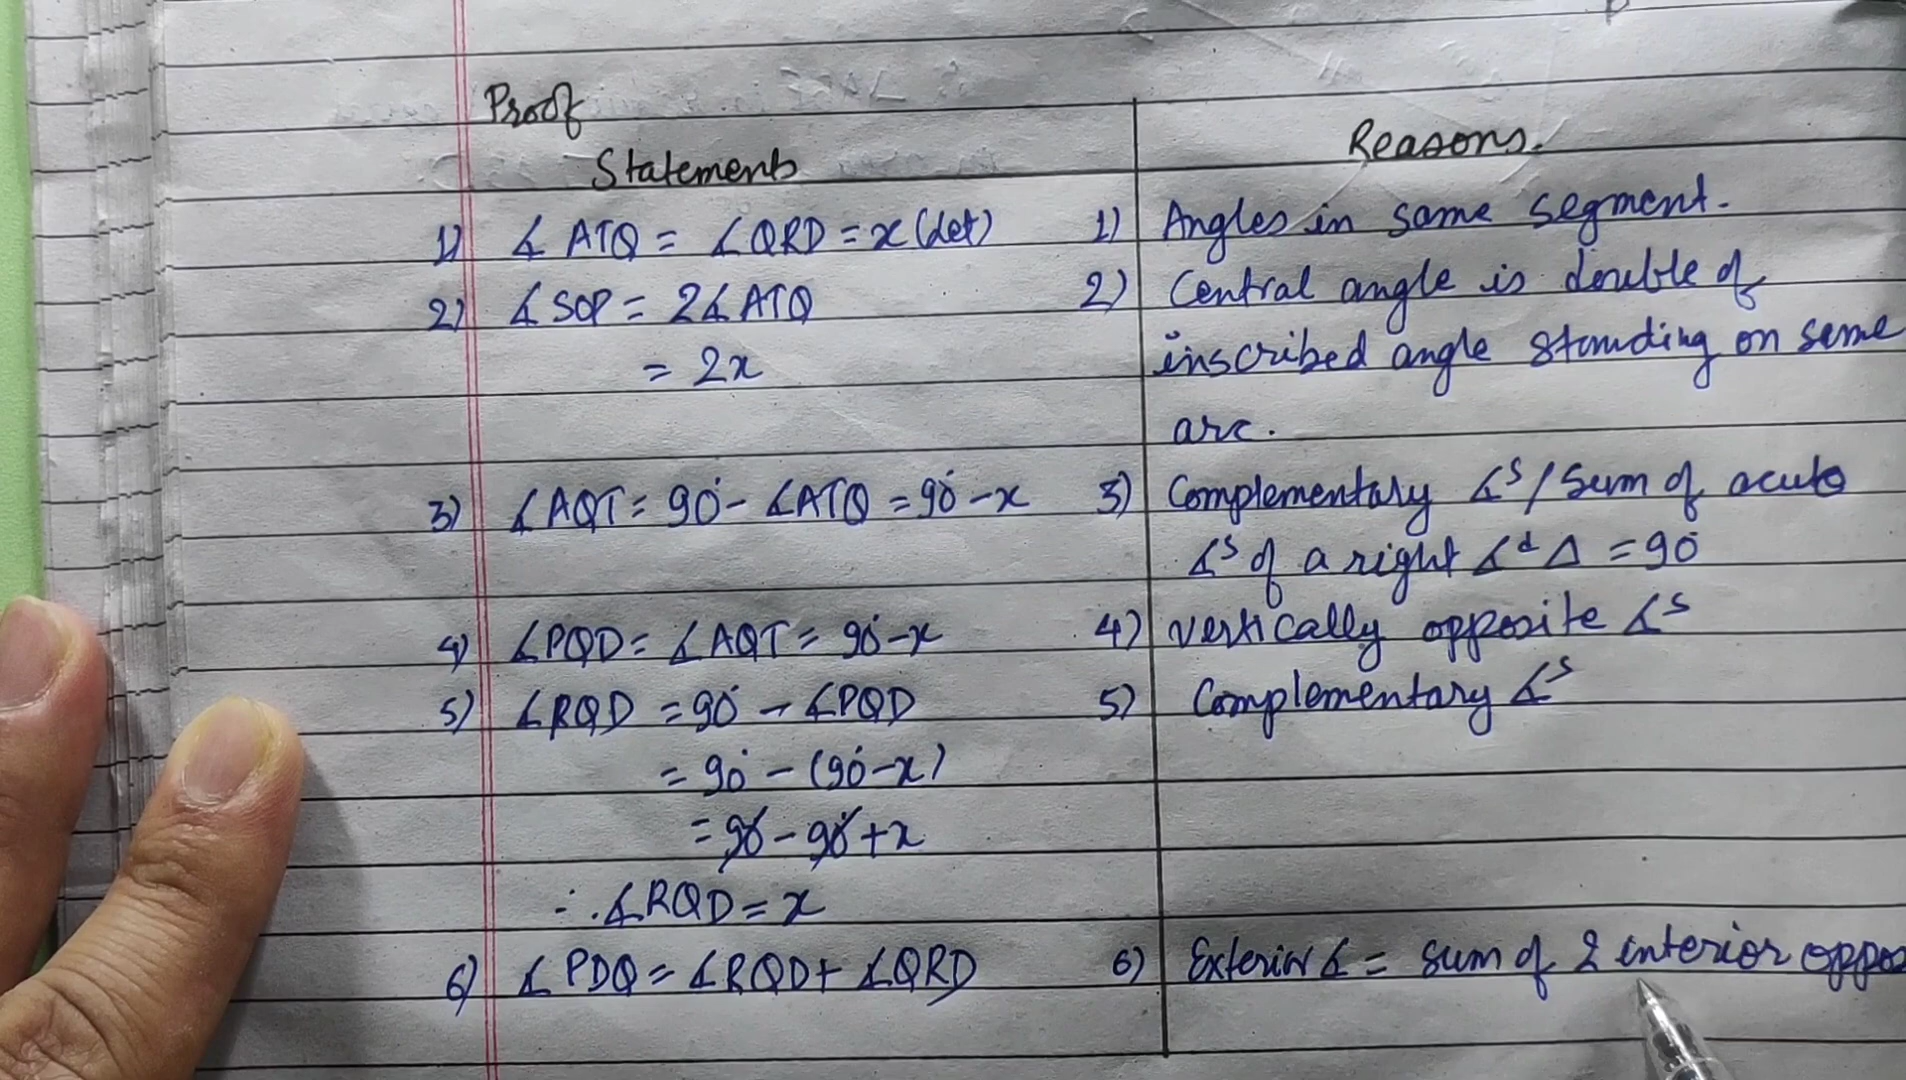 Proof
Statements
Reasons.
1) ∡ATQ = ∡QRD = x (let)
1) Angles in same segment.
2) ∡SOP = 2∡ATQ
2) Central angle is double of
= 2x
inscribed angle standing on same
arc.
3) ∡AQT = 90° - ∡ATQ = 90° - x
3) Complementary ∡s / Sum of acute
∡s of a right ∡d Δ = 90°
4) ∡PQD = ∡AQT = 90° - x
4) vertically opposite ∡s
5) ∡RQD = 90° - ∡PQD
5) Complementary ∡s
= 90° - (90° - x)
= 90° - 90° + x
∴ ∡RQD = x
6) ∡PDQ = ∡RQD + ∡QRD
6) Exterior ∡ = sum of 2 interior oppos